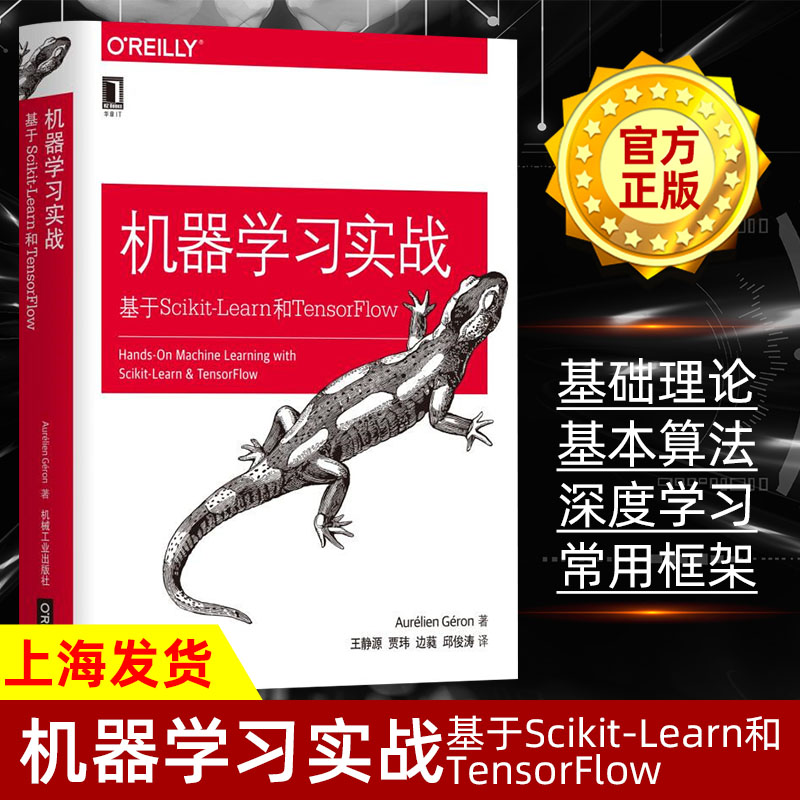 O'REILLY®
华章IT
机器学习实战
基于Scikit-Learn和TensorFlow
Hands-On Machine Learning with
Scikit-Learn & TensorFlow
Aurélien Géron 著
王静源 贾玮 边蕤 邱俊涛 译
机器学习实战
基于Scikit-Learn和TensorFlow
Aurélien Géron 著
机械工业出版社
O'R
官方
正版
基础理论
基本算法
深度学习
常用框架
上海发货
机器学习实战
基于Scikit-Learn和
TensorFlow